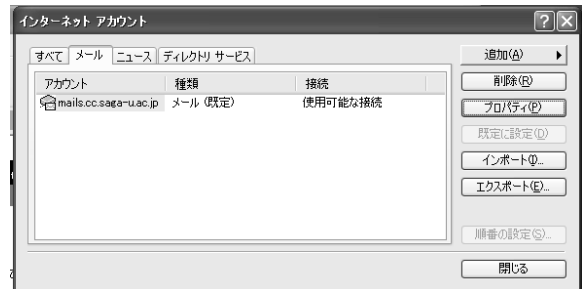 インターネット アカウント
すべて メール ニュース ディレクトリ サービス
追加(A)
アカウント 種類 接続
削除(R)
mails.cc.saga-u.ac.jp メール (既定) 使用可能な接続
プロパティ(P)
既定に設定(D)
インポート(I)...
エクスポート(E)...
順番の設定(S)...
閉じる